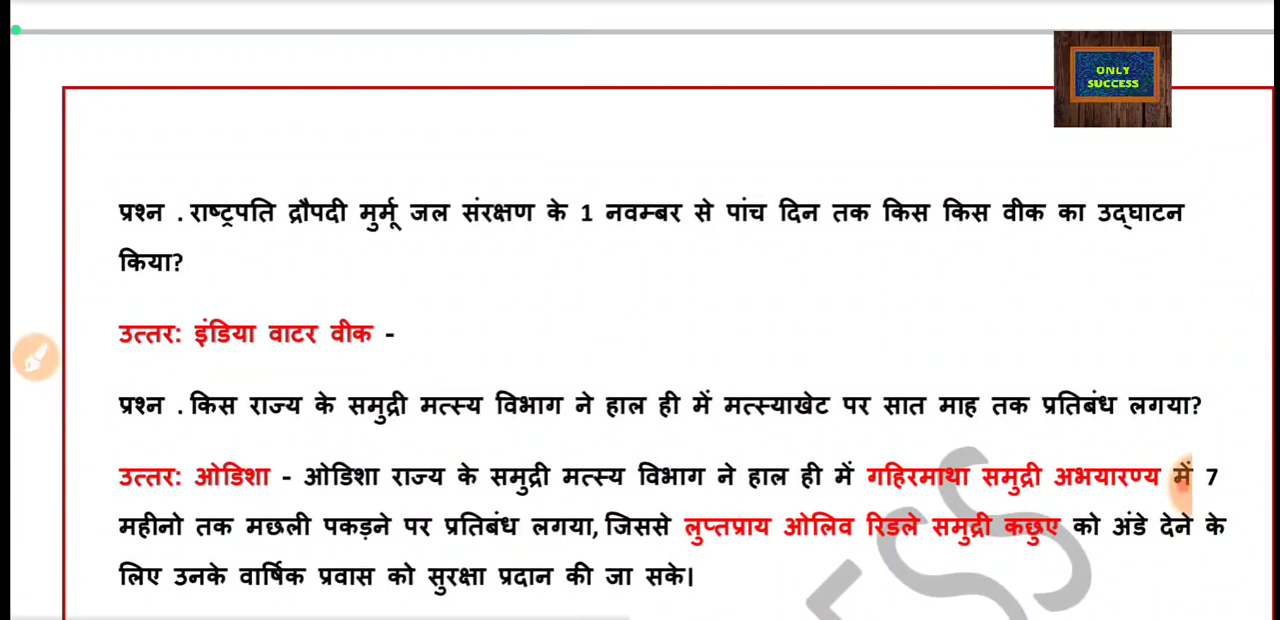 ONLY
SUCCESS
प्रश्न . राष्ट्रपति द्रौपदी मुर्मू जल संरक्षण के 1 नवम्बर से पांच दिन तक किस किस वीक का उद्घाटन
किया?
उत्तर: इंडिया वाटर वीक -
प्रश्न . किस राज्य के समुद्री मत्स्य विभाग ने हाल ही में मत्स्याखेट पर सात माह तक प्रतिबंध लगया?
उत्तर: ओडिशा - ओडिशा राज्य के समुद्री मत्स्य विभाग ने हाल ही में गहिरमाथा समुद्री अभयारण्य में 7
महीनो तक मछली पकड़ने पर प्रतिबंध लगया, जिससे लुप्तप्राय ओलिव रिडले समुद्री कछुए को अंडे देने के
लिए उनके वार्षिक प्रवास को सुरक्षा प्रदान की जा सके।